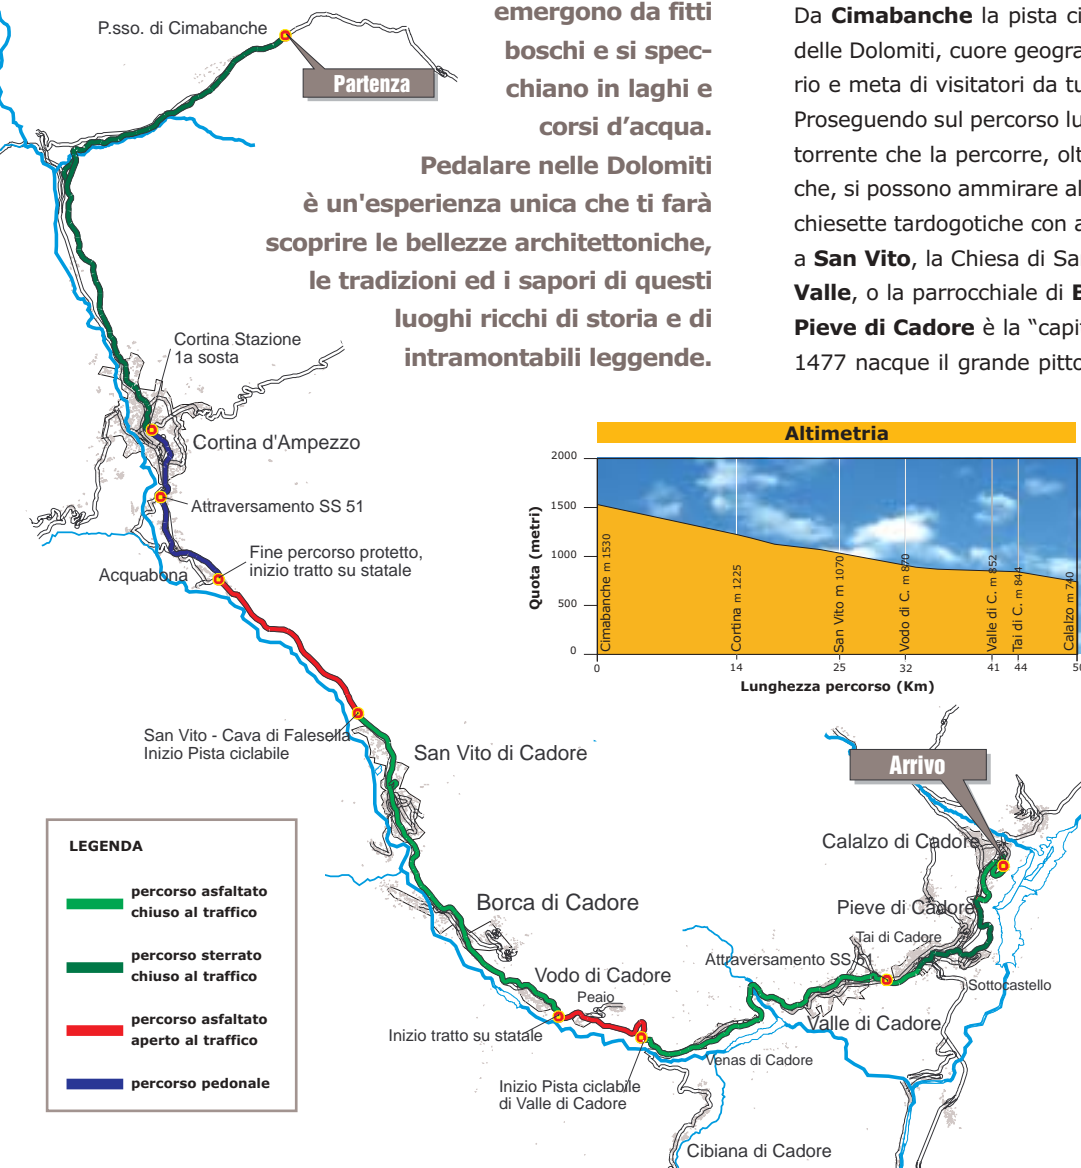 emergono da fitti
boschi e si spec-
chiano in laghi e
corsi d’acqua.
Pedalare nelle Dolomiti
è un'esperienza unica che ti farà
scoprire le bellezze architettoniche,
le tradizioni ed i sapori di questi
luoghi ricchi di storia e di
intramontabili leggende.
Da Cimabanche la pista ci
delle Dolomiti, cuore geogra
rio e meta di visitatori da tu
Proseguendo sul percorso lu
torrente che la percorre, olt
che, si possono ammirare al
chiesette tardogotiche con a
a San Vito, la Chiesa di Sa
Valle, o la parrocchiale di
Pieve di Cadore è la “capi
1477 nacque il grande pitto
P.sso. di Cimabanche
Partenza
Cortina Stazione
1a sosta
Cortina d'Ampezzo
Attraversamento SS 51
Fine percorso protetto,
inizio tratto su statale
Acquabona
San Vito - Cava di Falesella
Inizio Pista ciclabile
San Vito di Cadore
Borca di Cadore
Vodo di Cadore
Peaio
Inizio tratto su statale
Inizio Pista ciclabile
di Valle di Cadore
Venas di Cadore
Cibiana di Cadore
Valle di Cadore
Attraversamento SS 51
Tai di Cadore
Sottocastello
Pieve di Cadore
Calalzo di Cadore
Arrivo
Altimetria
Quota (metri)
2000
1500
1000
500
0
Cimabanche m 1530
Cortina m 1225
San Vito m 1070
Vodo di C. m 870
Valle di C. m 852
Tai di C. m 844
Calalzo m 740
0 14 25 32 41 44 50
Lunghezza percorso (Km)
LEGENDA
percorso asfaltato
chiuso al traffico
percorso sterrato
chiuso al traffico
percorso asfaltato
aperto al traffico
percorso pedonale